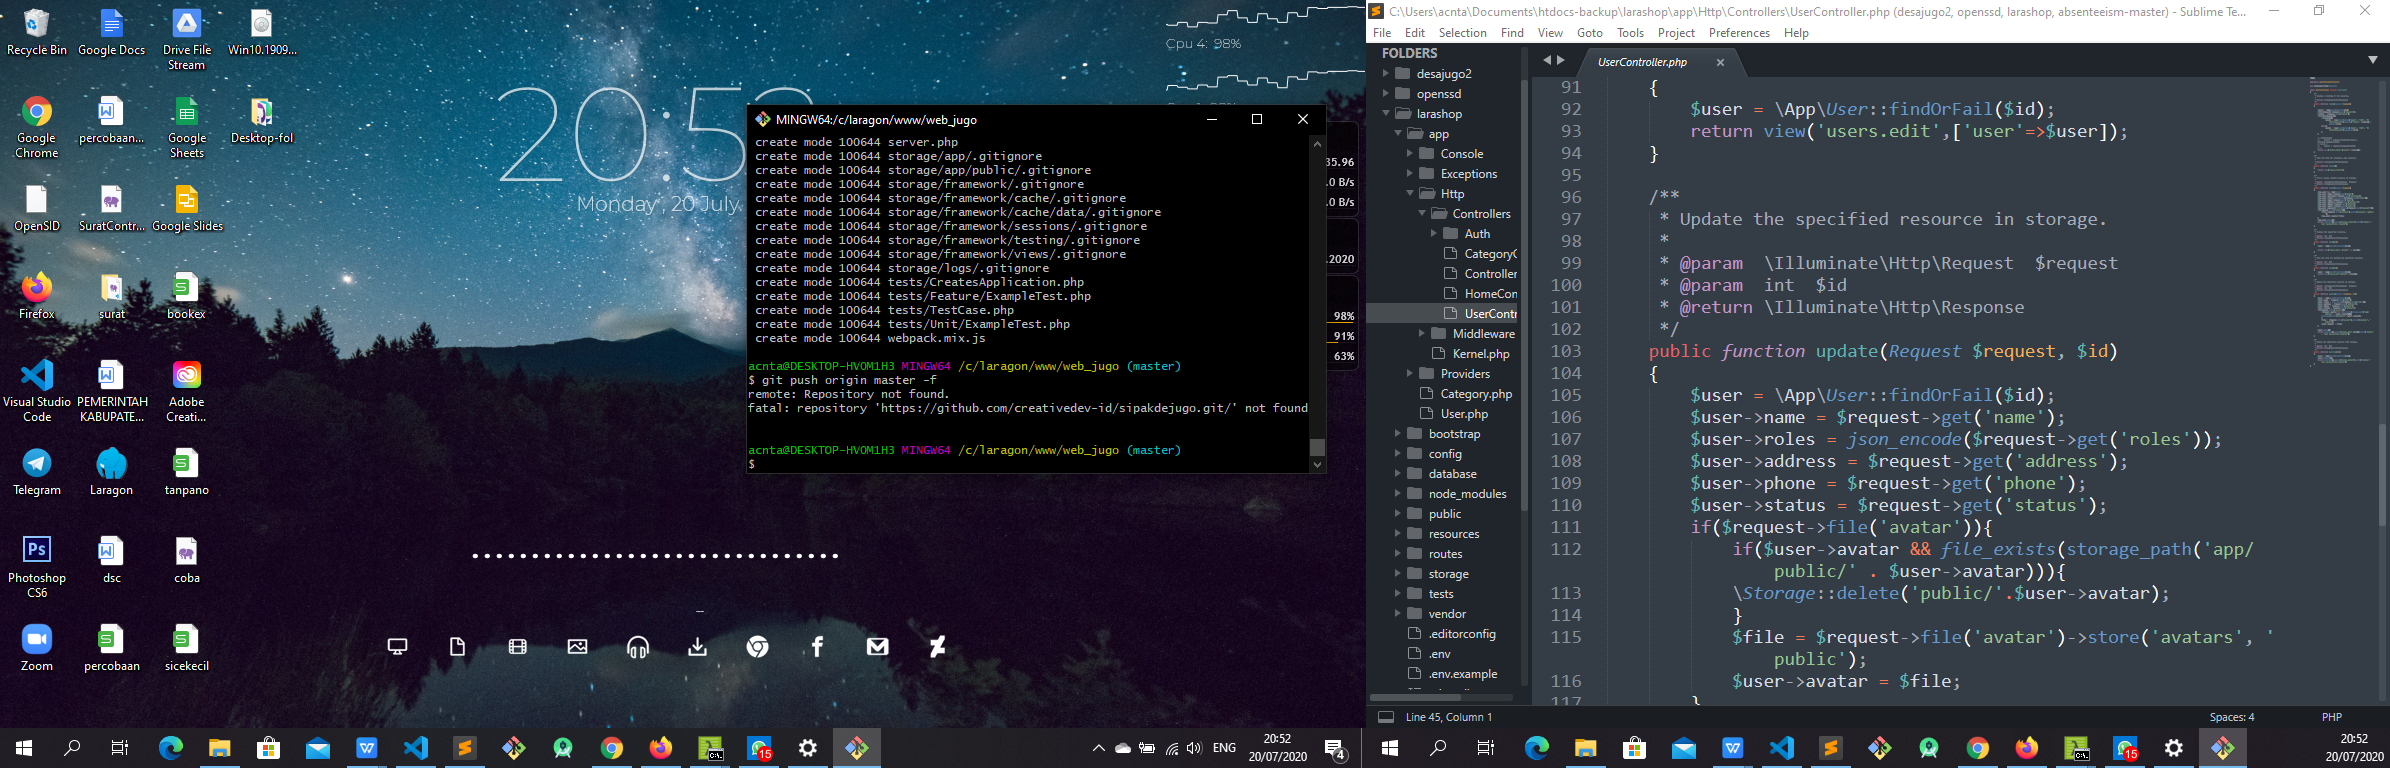 Recycle Bin
Google Docs
Drive File Stream
Win10.1909...
Google Chrome
percobaan...
Google Sheets
Desktop-fol
OpenSID
SuratContr...
Google Slides
Firefox
surat
bookex
Visual Studio Code
PEMERINTAH KABUPATE...
Adobe Creati...
Telegram
Laragon
tanpano
Photoshop CS6
dsc
coba
Zoom
percobaan
sicekecil
20:5
Monday , 20 July,
Cpu 4: 98%
35.96
.0 B/s
.0 B/s
.2020
98%
91%
63%
MINGW64:/c/laragon/www/web_jugo
create mode 100644 server.php
create mode 100644 storage/app/.gitignore
create mode 100644 storage/app/public/.gitignore
create mode 100644 storage/framework/.gitignore
create mode 100644 storage/framework/cache/.gitignore
create mode 100644 storage/framework/cache/data/.gitignore
create mode 100644 storage/framework/sessions/.gitignore
create mode 100644 storage/framework/testing/.gitignore
create mode 100644 storage/framework/views/.gitignore
create mode 100644 storage/logs/.gitignore
create mode 100644 tests/CreatesApplication.php
create mode 100644 tests/Feature/ExampleTest.php
create mode 100644 tests/TestCase.php
create mode 100644 tests/Unit/ExampleTest.php
create mode 100644 webpack.mix.js
acnta@DESKTOP-HVOM1H3 MINGW64 /c/laragon/www/web_jugo (master)
$ git push origin master -f
remote: Repository not found.
fatal: repository 'https://github.com/creativedev-id/sipakdejugo.git/' not found
acnta@DESKTOP-HVOM1H3 MINGW64 /c/laragon/www/web_jugo (master)
$
15
ENG
20:52
20/07/2020
4
C:\Users\acnta\Documents\htdocs-backup\larashop\app\Http\Controllers\UserController.php (desajugo2, openssd, larashop, absenteeism-master) - Sublime Te...
File Edit Selection Find View Goto Tools Project Preferences Help
FOLDERS
desajugo2
openssd
larashop
app
Console
Exceptions
Http
Controllers
Auth
CategoryC
Controller
HomeCon
UserContr
Middleware
Kernel.php
Providers
Category.php
User.php
bootstrap
config
database
node_modules
public
resources
routes
storage
tests
vendor
.editorconfig
.env
.env.example
UserController.php
91 {
92 $user = \App\User::findOrFail($id);
93 return view('users.edit',['user'=>$user]);
94 }
95
96 /**
97 * Update the specified resource in storage.
98 *
99 * @param \Illuminate\Http\Request $request
100 * @param int $id
101 * @return \Illuminate\Http\Response
102 */
103 public function update(Request $request, $id)
104 {
105 $user = \App\User::findOrFail($id);
106 $user->name = $request->get('name');
107 $user->roles = json_encode($request->get('roles'));
108 $user->address = $request->get('address');
109 $user->phone = $request->get('phone');
110 $user->status = $request->get('status');
111 if($request->file('avatar')){
112 if($user->avatar && file_exists(storage_path('app/
public/' . $user->avatar))){
113 \Storage::delete('public/'.$user->avatar);
114 }
115 $file = $request->file('avatar')->store('avatars', '
public');
116 $user->avatar = $file;
117 }
Line 45, Column 1
Spaces: 4
PHP
15
20:52
20/07/2020